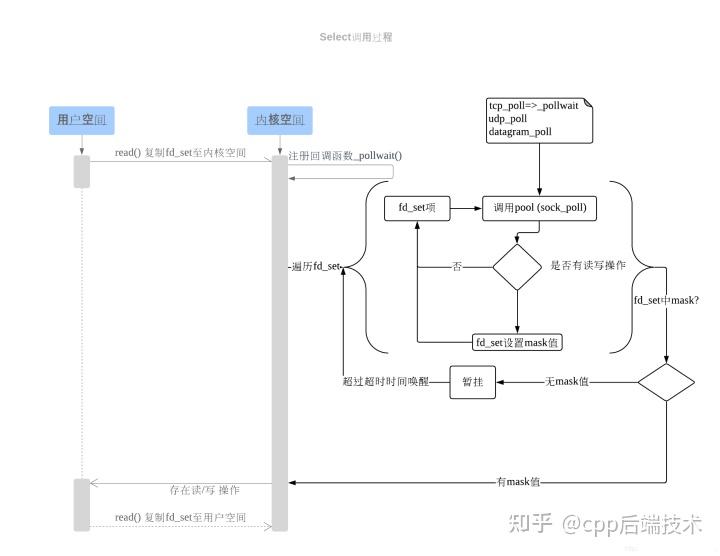 Select调用过程
用户空间
内核空间
tcp_poll=>_pollwait
udp_poll
datagram_poll
read() 复制fd_set至内核空间
注册回调函数_pollwait()
fd_set项
调用pool (sock_poll)
遍历fd_set
否
是否有读写操作
fd_set中mask?
fd_set设置mask值
超过超时时间唤醒
暂挂
无mask值
有mask值
存在读/写 操作
read() 复制fd_set至用户空间
知乎 @cpp后端技术